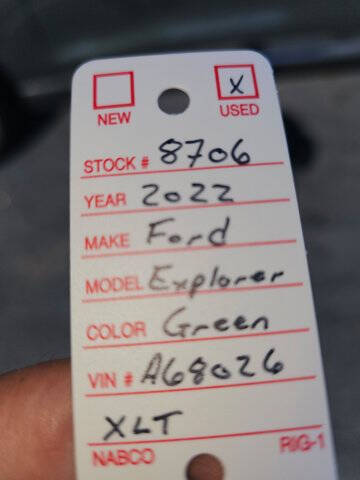 X
NEW USED
STOCK # 8706
YEAR 2022
MAKE Ford
MODEL Explorer
COLOR Green
VIN # A68026
XLT
NABCO RIG-1